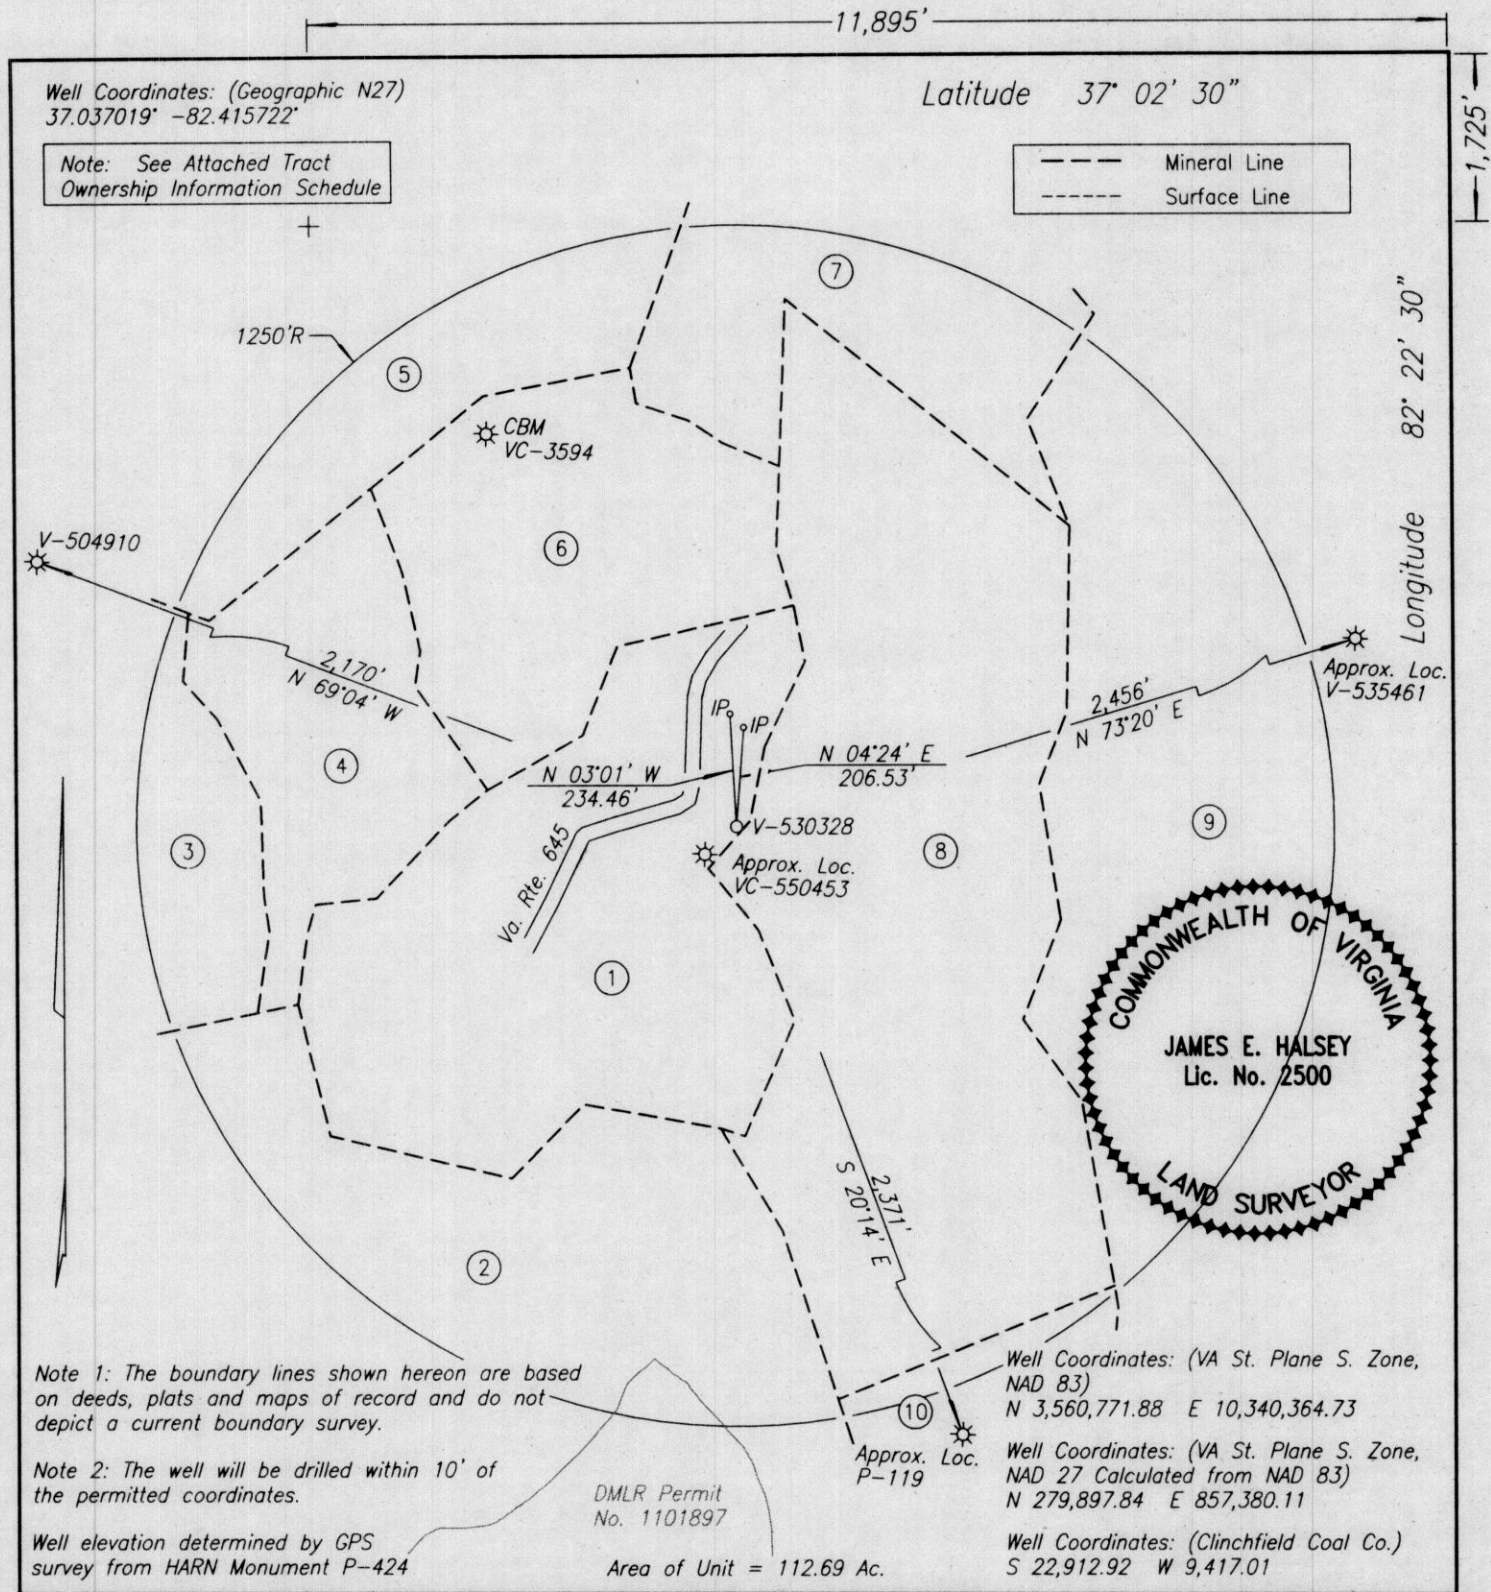 11,895'
Well Coordinates: (Geographic N27)
37.037019° -82.415722°
Latitude 37° 02' 30"
1,725'
Note: See Attached Tract
Ownership Information Schedule
Mineral Line
Surface Line
7
82° 22' 30"
Longitude
1250'R
5
CBM
VC-3594
V-504910
6
2,170'
N 69°04' W
Approx. Loc.
V-535461
2,456'
N 73°20' E
IP
IP
4
N 03°01' W
234.46'
N 04°24' E
206.53'
V-530328
9
3
8
Va. Rte. 645
Approx. Loc.
VC-550453
1
COMMONWEALTH OF VIRGINIA
JAMES E. HALSEY
Lic. No. 2500
LAND SURVEYOR
2,371'
S 20°14' E
2
Note 1: The boundary lines shown hereon are based
on deeds, plats and maps of record and do not
depict a current boundary survey.
Note 2: The well will be drilled within 10' of
the permitted coordinates.
Well elevation determined by GPS
survey from HARN Monument P-424
DMLR Permit
No. 1101897
Area of Unit = 112.69 Ac.
10
Approx. Loc.
P-119
Well Coordinates: (VA St. Plane S. Zone,
NAD 83)
N 3,560,771.88 E 10,340,364.73
Well Coordinates: (VA St. Plane S. Zone,
NAD 27 Calculated from NAD 83)
N 279,897.84 E 857,380.11
Well Coordinates: (Clinchfield Coal Co.)
S 22,912.92 W 9,417.01